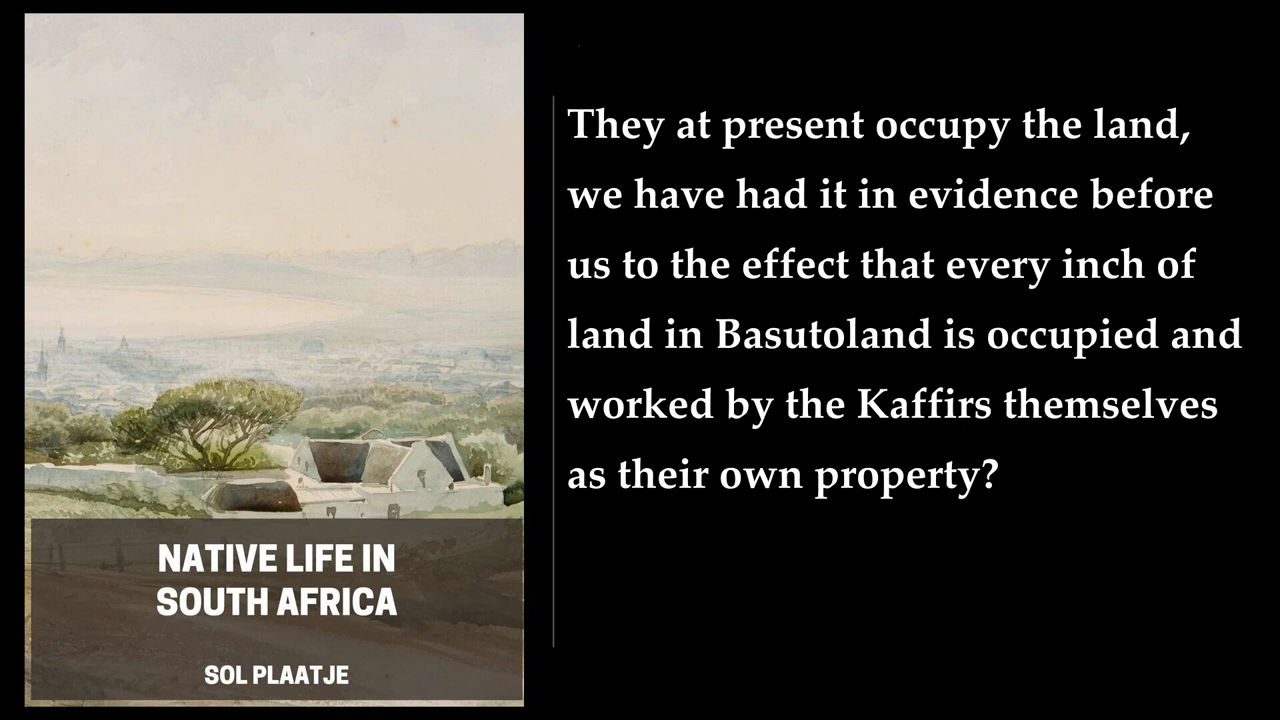 They at present occupy the land,
we have had it in evidence before
us to the effect that every inch of
land in Basutoland is occupied and
worked by the Kaffirs themselves
as their own property?
NATIVE LIFE IN
SOUTH AFRICA
SOL PLAATJE